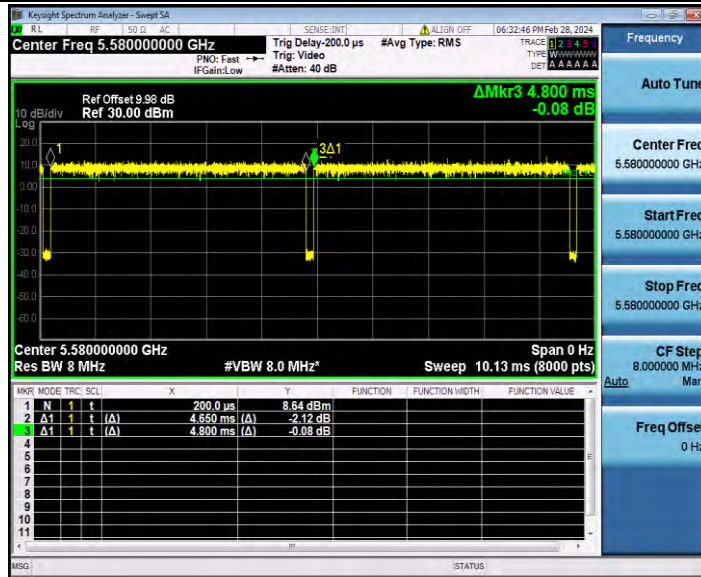 Keysight Spectrum Analyzer - Swept SA
RL RF 50 Ω AC SENSE:INT ALIGN OFF 06:32:46 PM Feb 28, 2024
Center Freq 5.580000000 GHz
PNO: Fast
IFGain:Low
Trig Delay-200.0 µs
Trig: Video
#Atten: 40 dB
#Avg Type: RMS
TRACE 1 2 3 4 5 6
TYPE WWWWWW
DET A A A A A A
Ref Offset 9.98 dB
10 dB/div Ref 30.00 dBm
Log
ΔMkr3 4.800 ms
-0.08 dB
20.0
10.0
0.00
-10.0
-20.0
-30.0
-40.0
-50.0
-60.0
1
3Δ1
Center 5.580000000 GHz Span 0 Hz
Res BW 8 MHz #VBW 8.0 MHz* Sweep 10.13 ms (8000 pts)
MKR MODE TRC SCL X Y FUNCTION FUNCTION WIDTH FUNCTION VALUE
1 N 1 t 200.0 µs 8.64 dBm
2 Δ1 1 t (Δ) 4.650 ms (Δ) -2.12 dB
3 Δ1 1 t (Δ) 4.800 ms (Δ) -0.08 dB
4
5
6
7
8
9
10
11
MSG STATUS
Frequency
Auto Tune
Center Freq
5.580000000 GHz
Start Freq
5.580000000 GHz
Stop Freq
5.580000000 GHz
CF Step
8.000000 MHz
Auto Man
Freq Offset
0 Hz